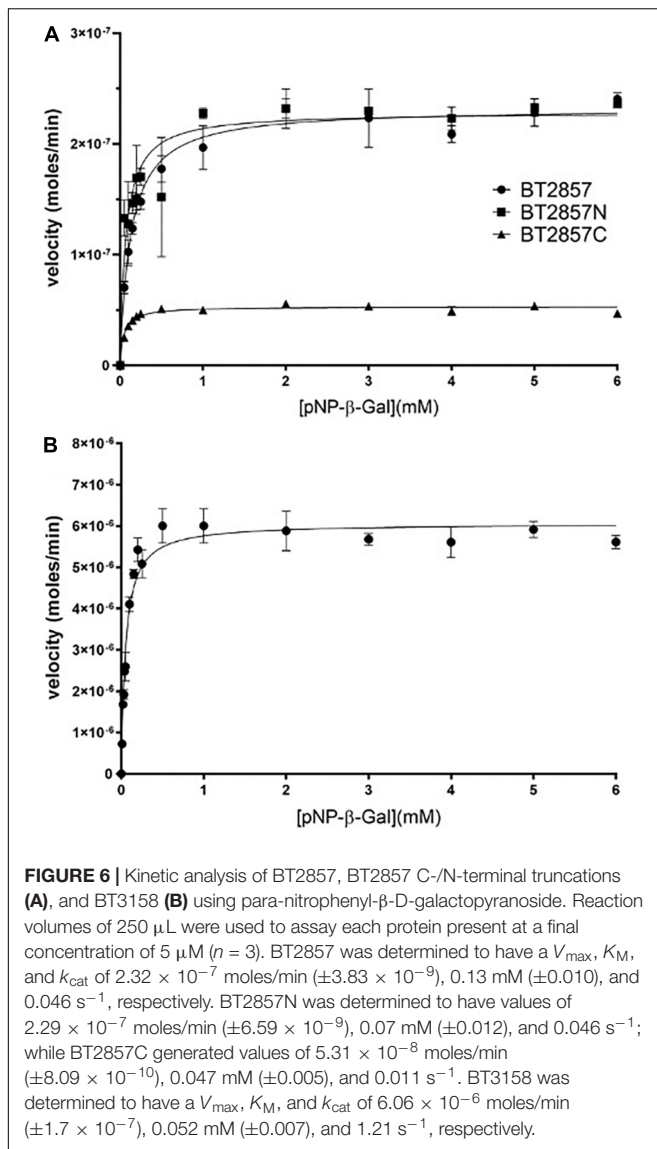 A
3×10-7
2×10-7
1×10-7
0
velocity (moles/min)
BT2857
BT2857N
BT2857C
0 1 2 3 4 5 6
[pNP-β-Gal](mM)
B
8×10-6
7×10-6
6×10-6
5×10-6
4×10-6
3×10-6
2×10-6
1×10-6
0
velocity (moles/min)
0 1 2 3 4 5 6
[pNP-β-Gal](mM)
FIGURE 6 | Kinetic analysis of BT2857, BT2857 C-/N-terminal truncations
(A), and BT3158 (B) using para-nitrophenyl-β-D-galactopyranoside. Reaction
volumes of 250 μL were used to assay each protein present at a final
concentration of 5 μM (n = 3). BT2857 was determined to have a Vmax, KM,
and kcat of 2.32 × 10−7 moles/min (±3.83 × 10−9), 0.13 mM (±0.010), and
0.046 s−1, respectively. BT2857N was determined to have values of
2.29 × 10−7 moles/min (±6.59 × 10−9), 0.07 mM (±0.012), and 0.046 s−1;
while BT2857C generated values of 5.31 × 10−8 moles/min
(±8.09 × 10−10), 0.047 mM (±0.005), and 0.011 s−1. BT3158 was
determined to have a Vmax, KM, and kcat of 6.06 × 10−6 moles/min
(±1.7 × 10−7), 0.052 mM (±0.007), and 1.21 s−1, respectively.